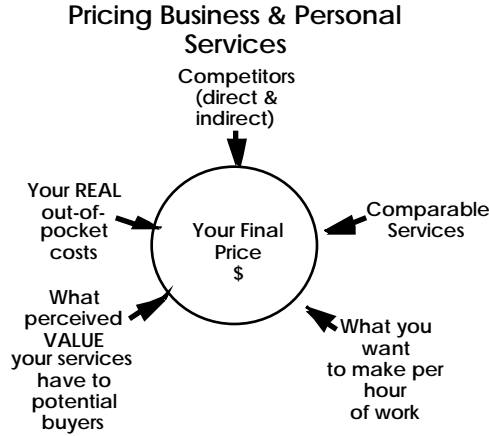 Pricing Business & Personal
Services
Competitors
(direct &
indirect)
Your REAL
out-of-
pocket
costs
Your Final
Price
$
Comparable
Services
What
perceived
VALUE
your services
have to
potential
buyers
What you
want
to make per
hour
of work